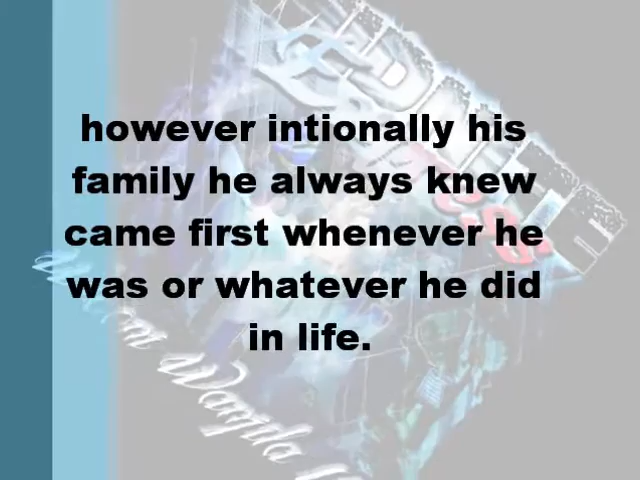 however intionally his
family he always knew
came first whenever he
was or whatever he did
in life.